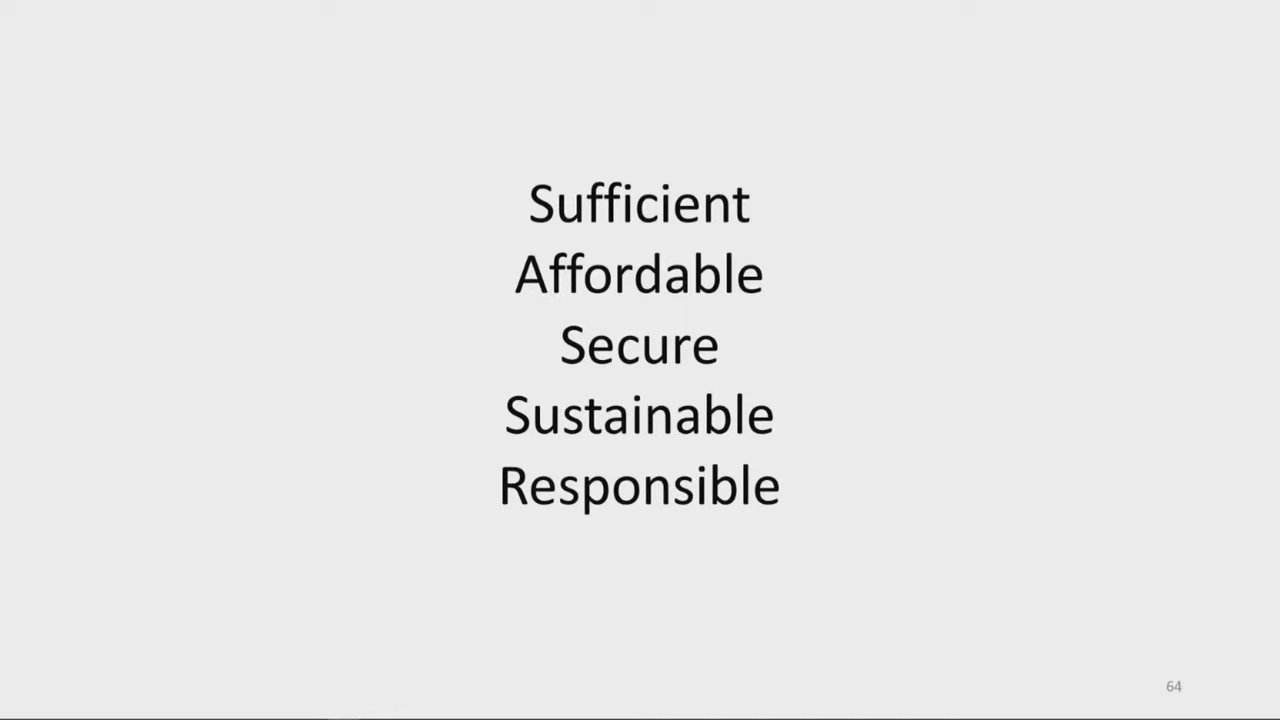 Sufficient
Affordable
Secure
Sustainable
Responsible
64